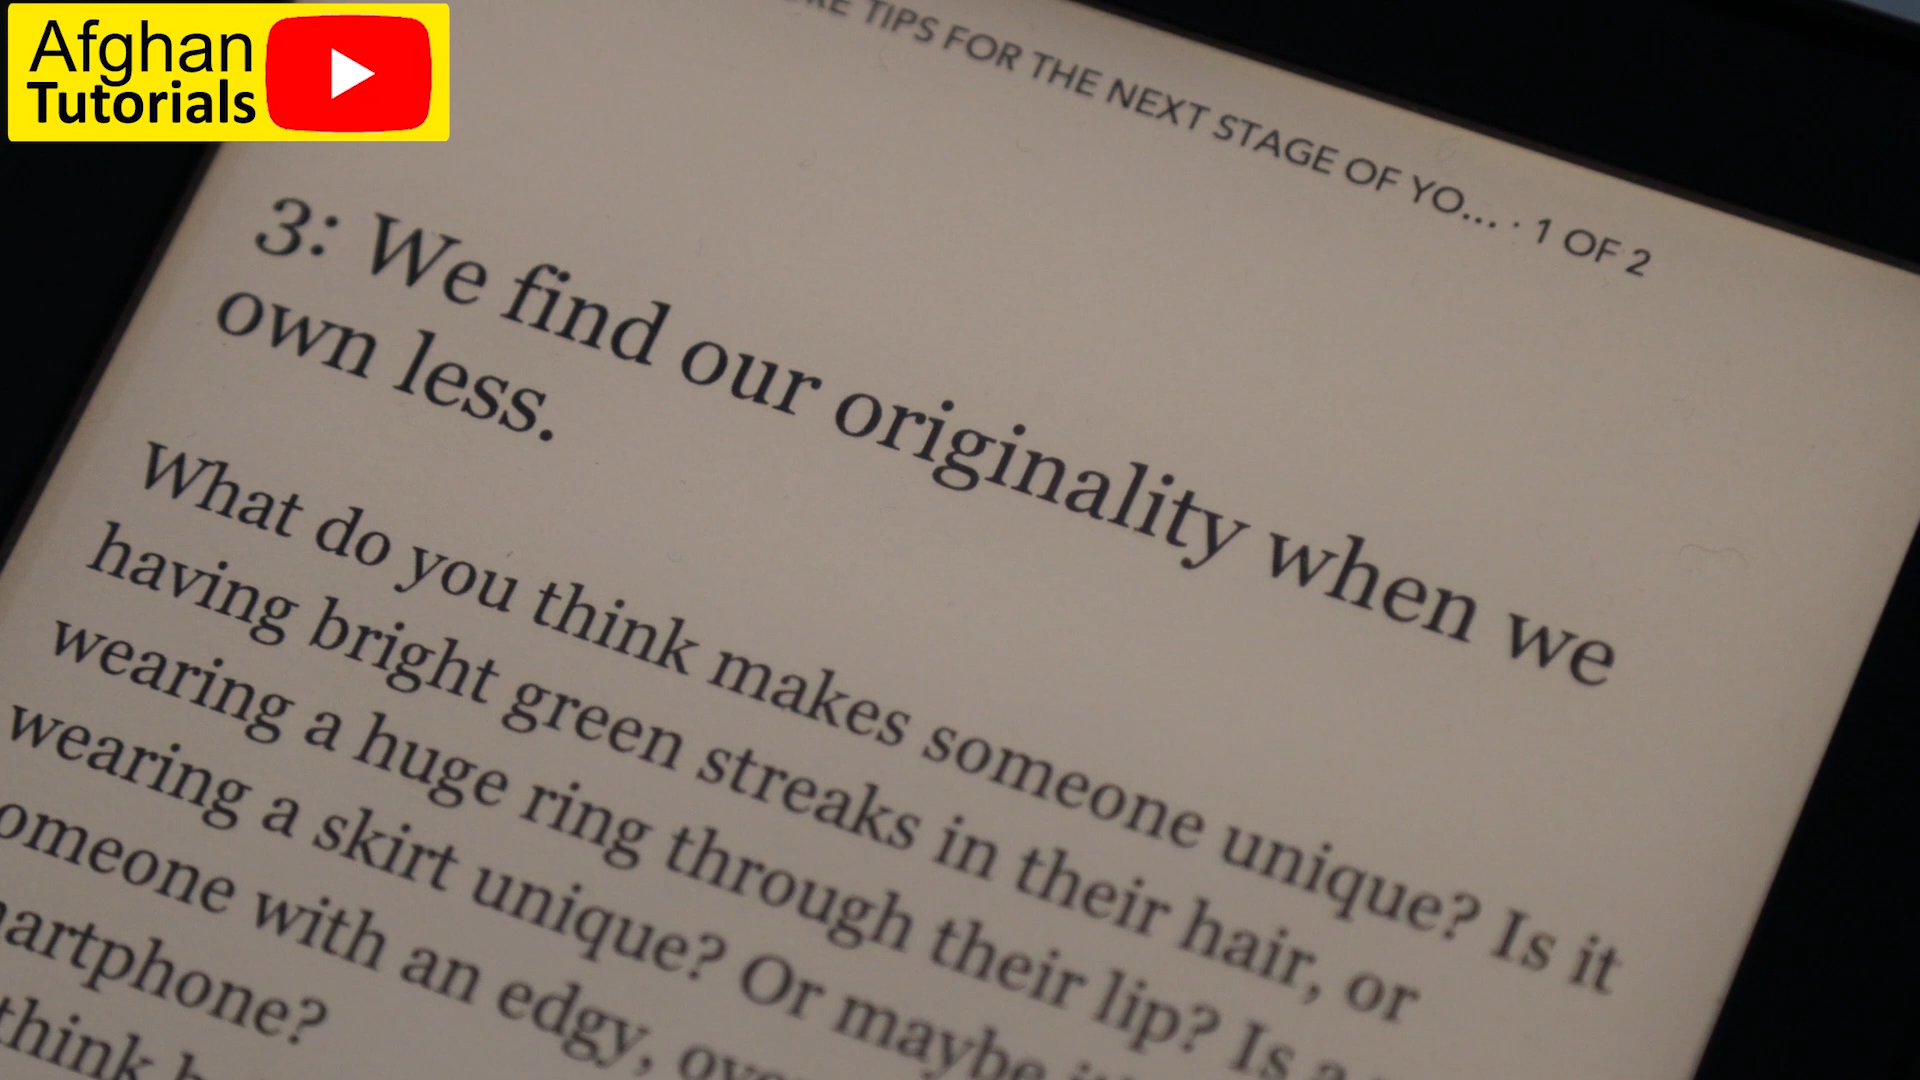 Afghan
Tutorials
TIPS FOR THE NEXT STAGE OF YO... · 1 OF 2
3: We find our originality when we
own less.
What do you think makes someone unique? Is it
having bright green streaks in their hair, or
wearing a huge ring through their lip? Is a
wearing a skirt unique? Or maybe
with an edgy,
think